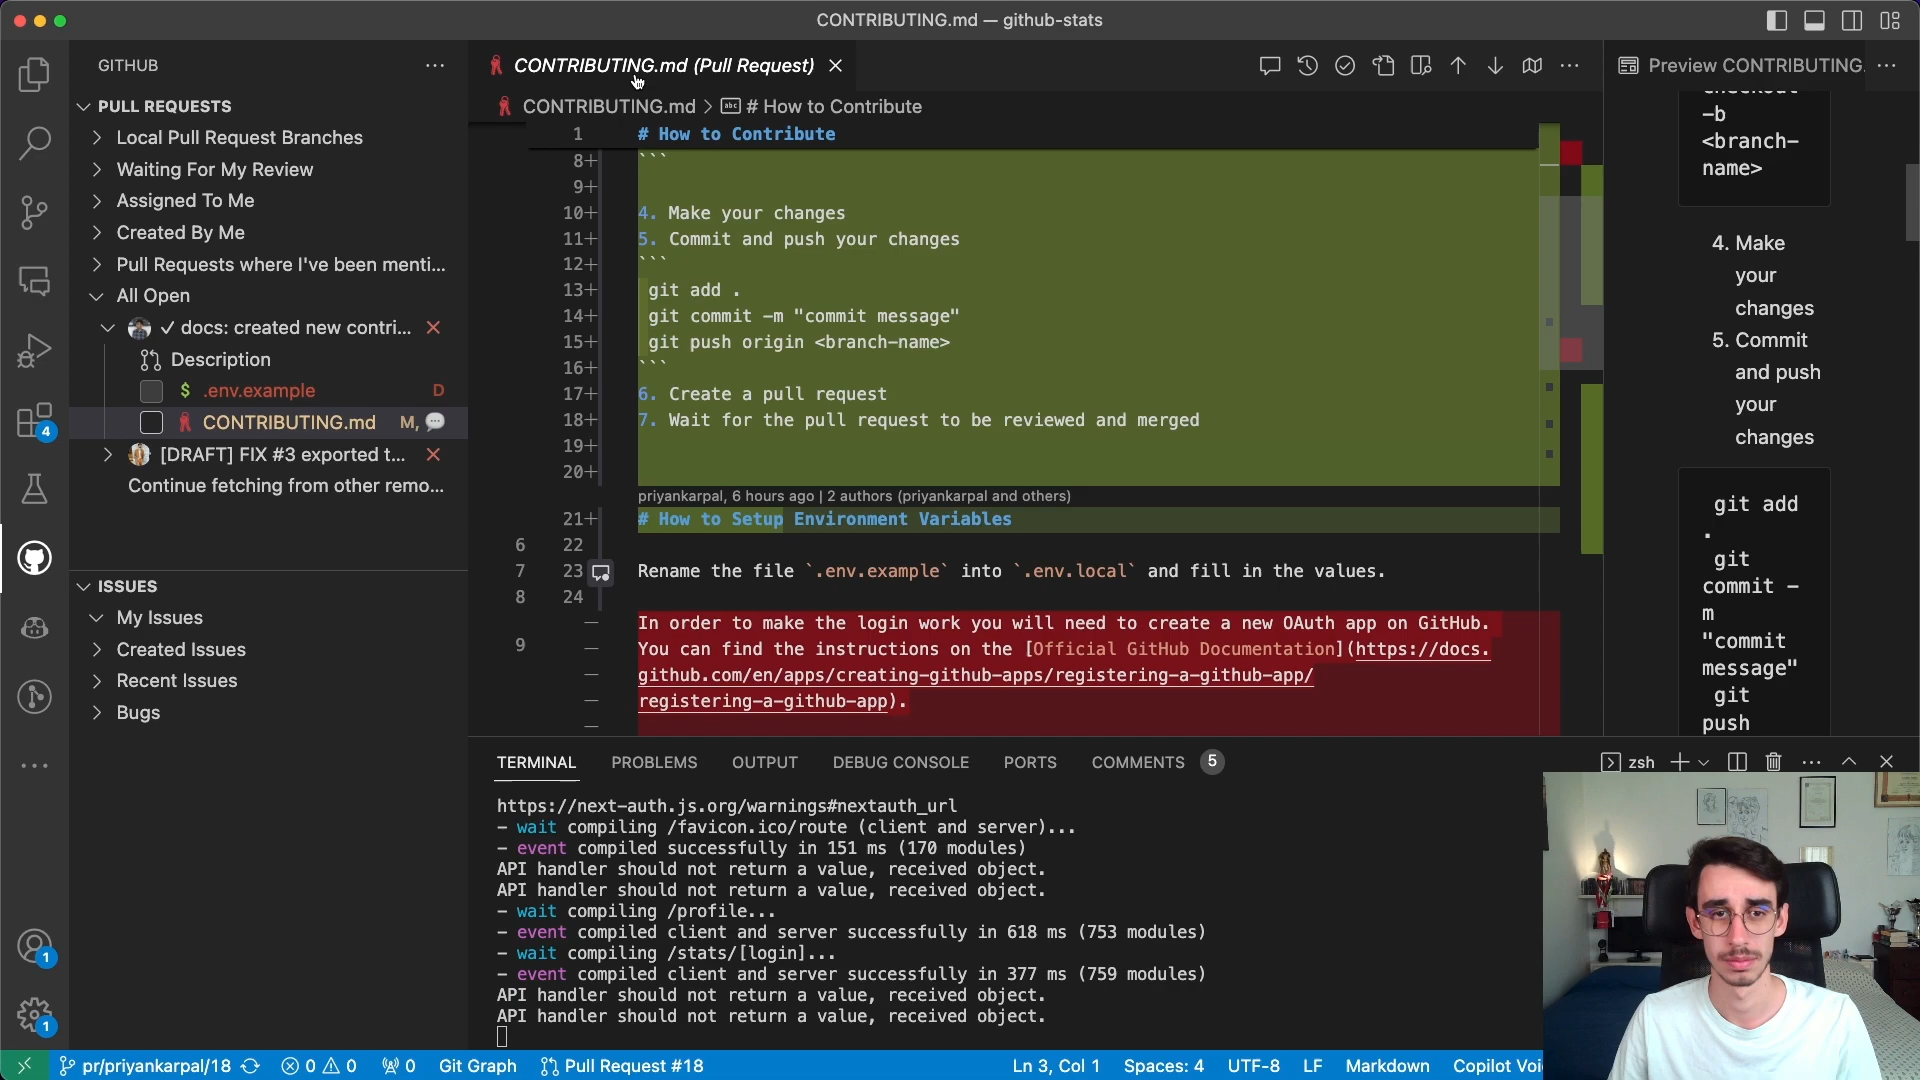 CONTRIBUTING.md — github-stats
GITHUB
PULL REQUESTS
Local Pull Request Branches
Waiting For My Review
Assigned To Me
Created By Me
Pull Requests where I've been menti...
All Open
✓ docs: created new contri...
Description
$ .env.example D
CONTRIBUTING.md M,
[DRAFT] FIX #3 exported t...
Continue fetching from other remo...
ISSUES
My Issues
Created Issues
Recent Issues
Bugs
4
1
1
CONTRIBUTING.md (Pull Request)
CONTRIBUTING.md > abc # How to Contribute
1 # How to Contribute
8+ ```
9+
10+ 4. Make your changes
11+ 5. Commit and push your changes
12+ ```
13+ git add .
14+ git commit -m "commit message"
15+ git push origin <branch-name>
16+ ```
17+ 6. Create a pull request
18+ 7. Wait for the pull request to be reviewed and merged
19+
20+
priyankarpal, 6 hours ago | 2 authors (priyankarpal and others)
21+ # How to Setup Environment Variables
6 22
7 23 Rename the file `.env.example` into `.env.local` and fill in the values.
8 24
— In order to make the login work you will need to create a new OAuth app on GitHub.
9 — You can find the instructions on the [Official GitHub Documentation](https://docs.
— github.com/en/apps/creating-github-apps/registering-a-github-app/
— registering-a-github-app).
—
Preview CONTRIBUTING.
-b
<branch-
name>
4. Make
your
changes
5. Commit
and push
your
changes
git add
.
git
commit -
m
"commit
message"
git
push
TERMINAL PROBLEMS OUTPUT DEBUG CONSOLE PORTS COMMENTS 5
zsh
https://next-auth.js.org/warnings#nextauth_url
- wait compiling /favicon.ico/route (client and server)...
- event compiled successfully in 151 ms (170 modules)
API handler should not return a value, received object.
API handler should not return a value, received object.
- wait compiling /profile...
- event compiled client and server successfully in 618 ms (753 modules)
- wait compiling /stats/[login]...
- event compiled client and server successfully in 377 ms (759 modules)
API handler should not return a value, received object.
API handler should not return a value, received object.
pr/priyankarpal/18 0 0 0 Git Graph Pull Request #18 Ln 3, Col 1 Spaces: 4 UTF-8 LF Markdown Copilot Voi